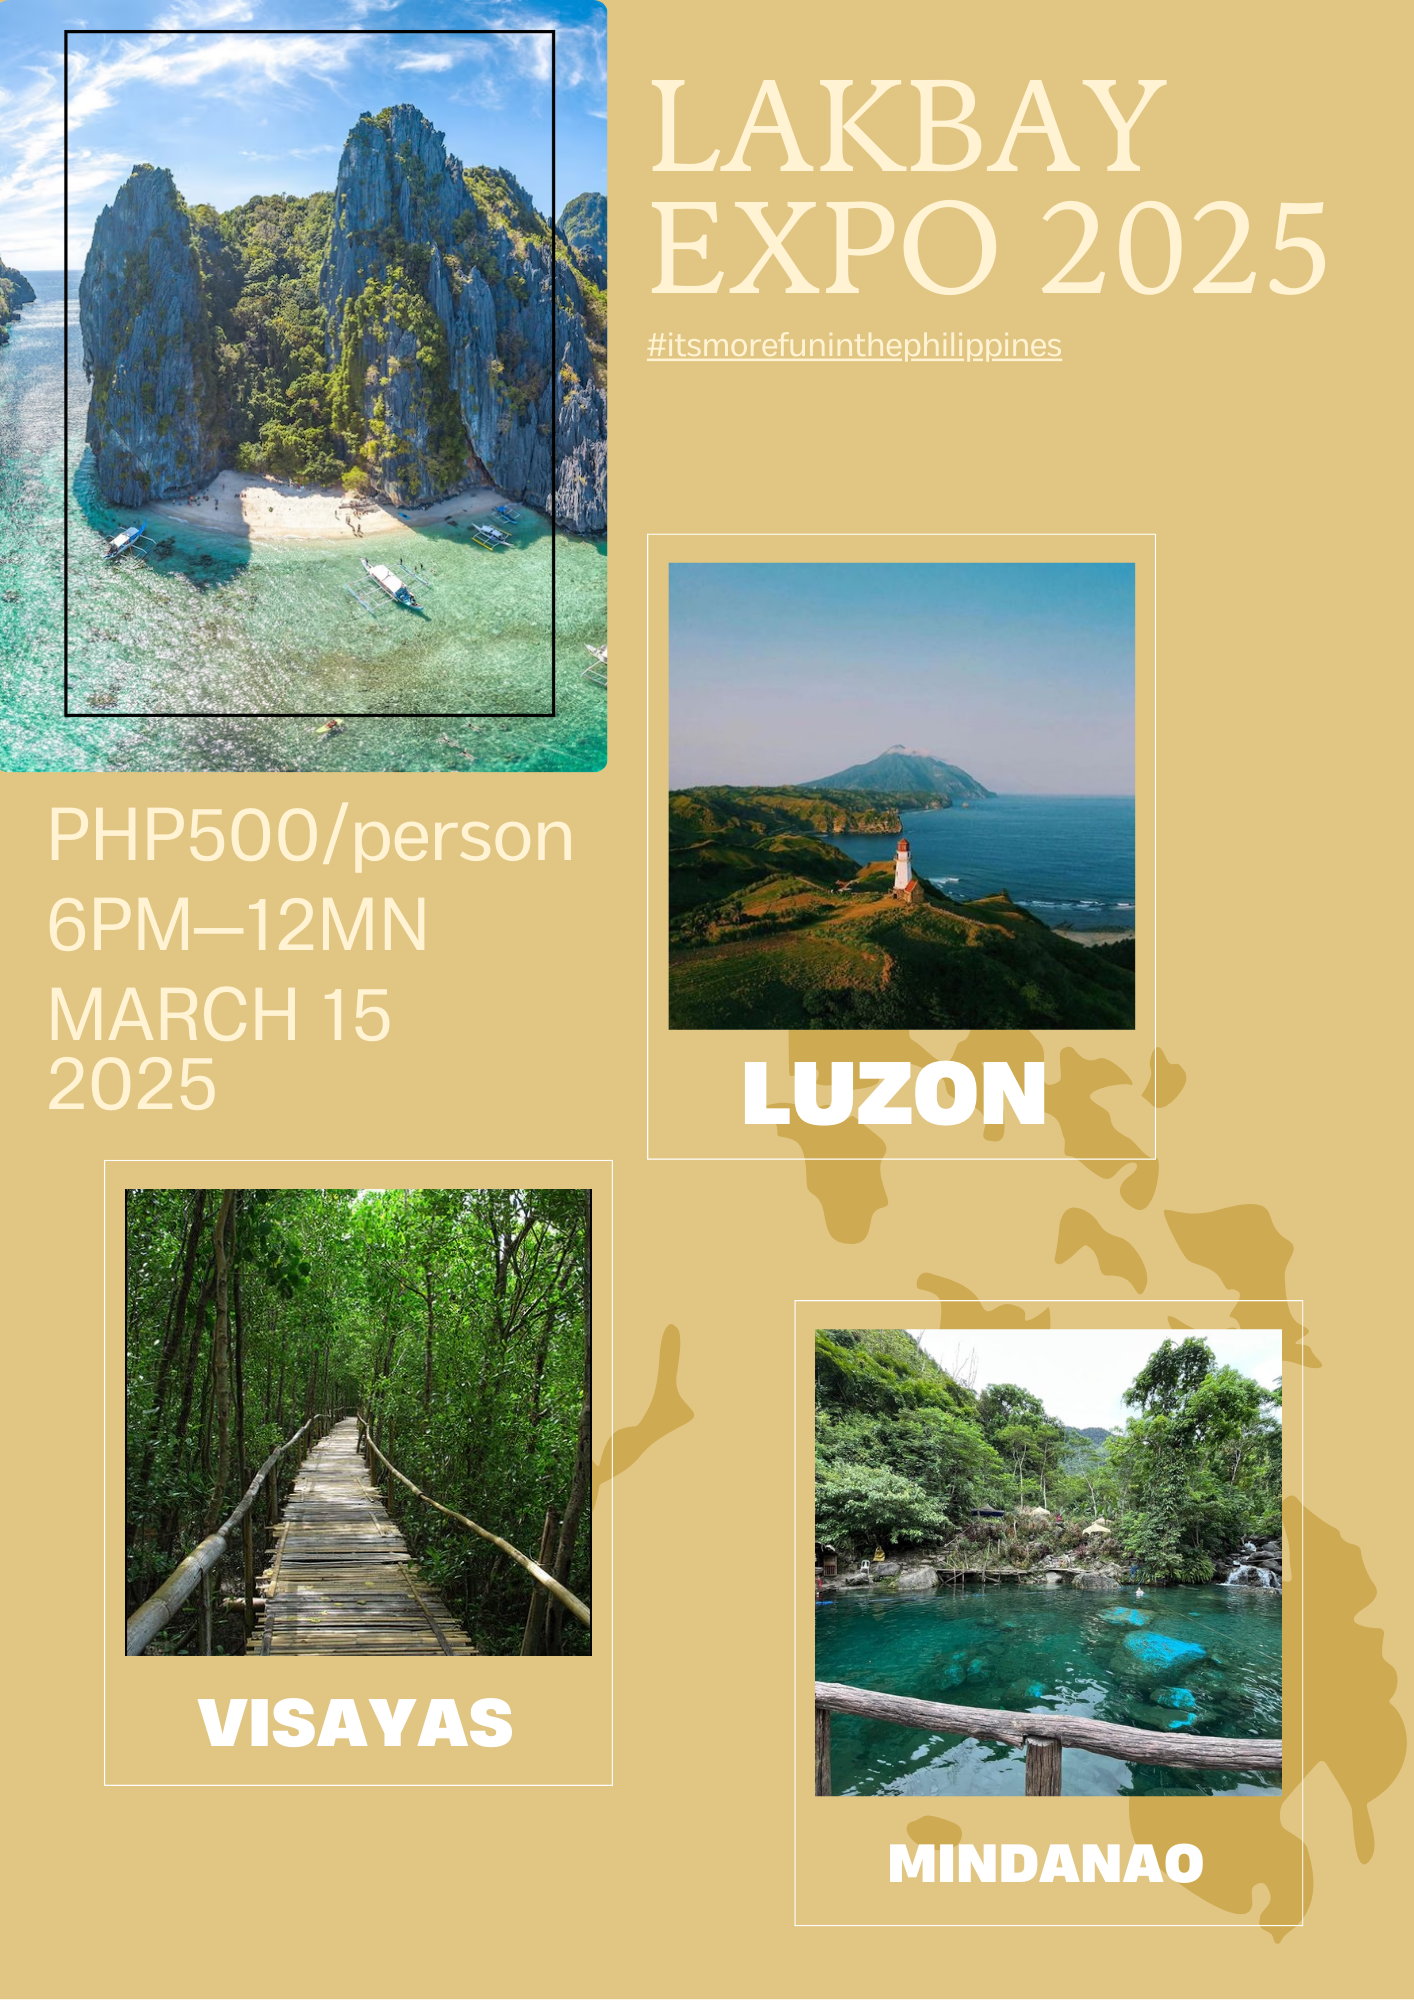 LAKBAY
EXPO 2025
#itsmorefuninthephilippines
PHP500/person
6PM—12MN
MARCH 15
2025
LUZON
VISAYAS
MINDANAO